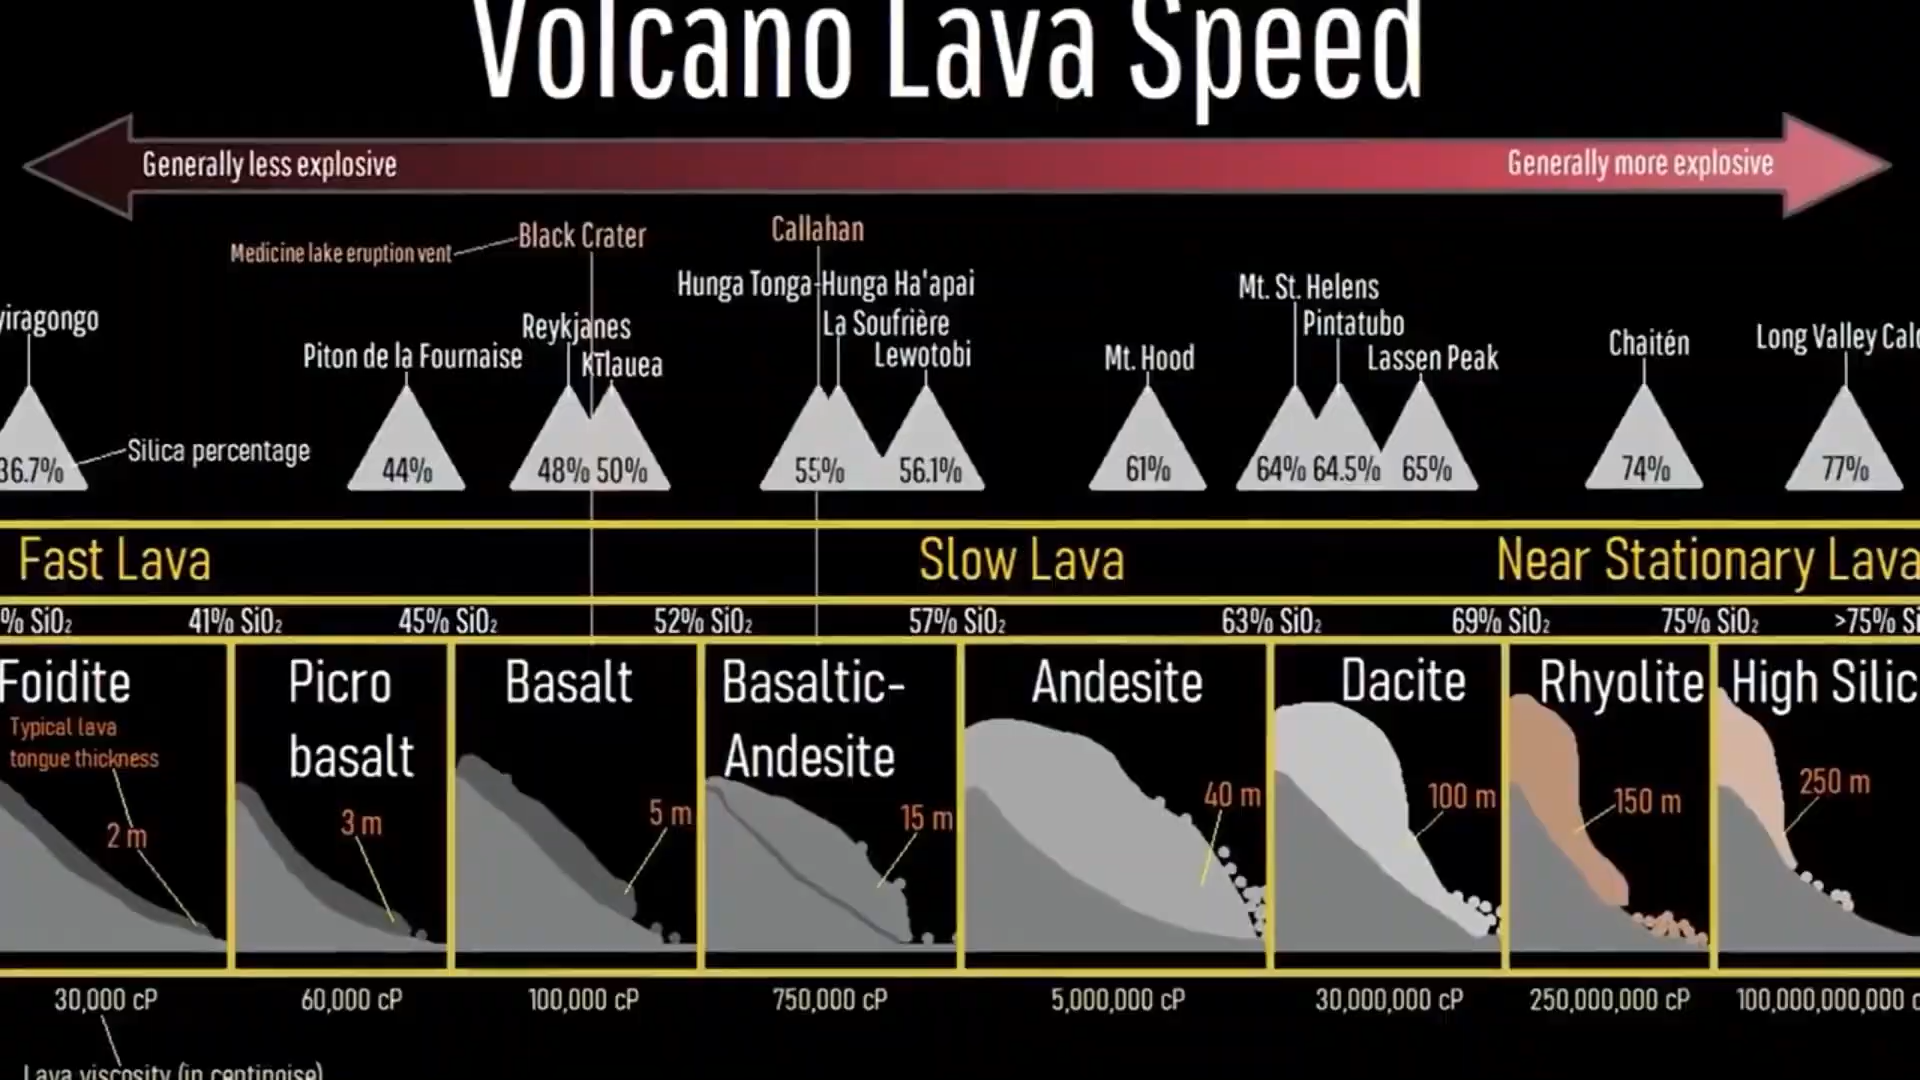 Volcano Lava Speed
Generally less explosive
Generally more explosive
Medicine lake eruption vent
Black Crater
Callahan
Hunga Tonga-Hunga Ha'apai
Mt. St. Helens
yiragongo
Reykjanes
La Soufrière
Pintatubo
Piton de la Fournaise
Lewotobi
Mt. Hood
Lassen Peak
Chaitén
Long Valley Cald
Silica percentage
36.7%
44%
48%
50%
55%
56.1%
61%
64%
64.5%
65%
74%
77%
Fast Lava
Slow Lava
Near Stationary Lava
% SiO₂
41% SiO₂
45% SiO₂
52% SiO₂
57% SiO₂
63% SiO₂
69% SiO₂
75% SiO₂
>75% Si
Foidite
Picro
basalt
Basalt
Basaltic-
Andesite
Andesite
Dacite
Rhyolite
High Silic
Typical lava
tongue thickness
2 m
3 m
5 m
15 m
40 m
100 m
150 m
250 m
30,000 cP
60,000 cP
100,000 cP
750,000 cP
5,000,000 cP
30,000,000 cP
250,000,000 cP
100,000,000,000 c
Lava viscosity (in centipoise)